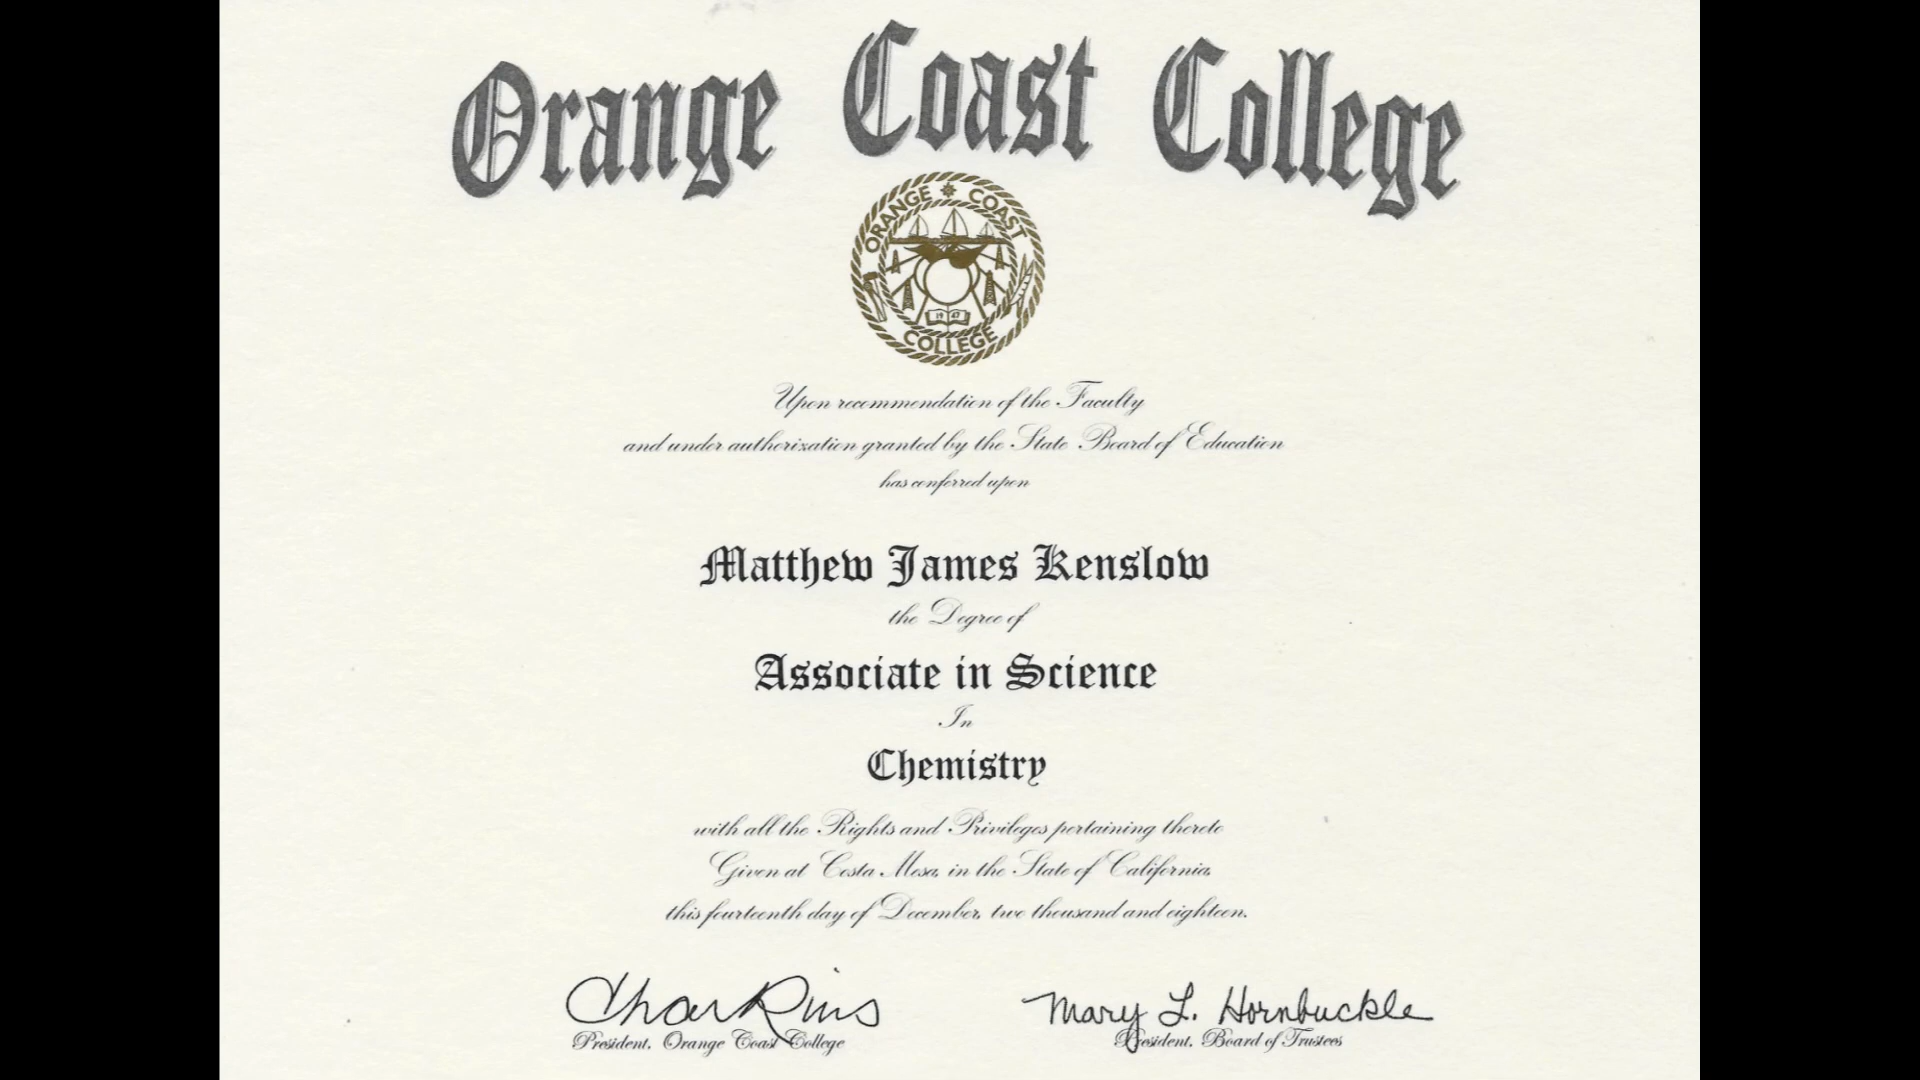 Orange Coast College
ORANGE COAST
19 47
COLLEGE
Upon recommendation of the Faculty
and under authorization granted by the State Board of Education
has conferred upon
Matthew James Kenslow
the Degree of
Associate in Science
In
Chemistry
with all the Rights and Privileges pertaining thereto
Given at Costa Mesa, in the State of California,
this fourteenth day of December, two thousand and eighteen.
Mary L. Hornbuckle
President, Orange Coast College
President, Board of Trustees